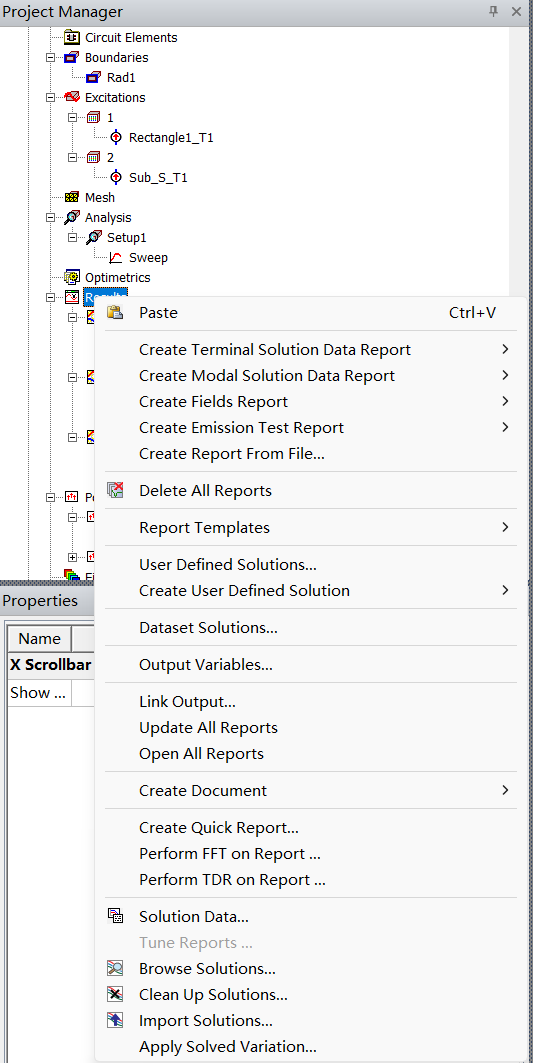 Project Manager
Circuit Elements
Boundaries
Rad1
Excitations
1
Rectangle1_T1
2
Sub_S_T1
Mesh
Analysis
Setup1
Sweep
Optimetrics
Results
Paste Ctrl+V
Create Terminal Solution Data Report
Create Modal Solution Data Report
Create Fields Report
Create Emission Test Report
Create Report From File...
Delete All Reports
Report Templates
User Defined Solutions...
Create User Defined Solution
Dataset Solutions...
Output Variables...
Link Output...
Update All Reports
Open All Reports
Create Document
Create Quick Report...
Perform FFT on Report ...
Perform TDR on Report ...
Solution Data...
Tune Reports ...
Browse Solutions...
Clean Up Solutions...
Import Solutions...
Apply Solved Variation...
Properties
Name
X Scrollbar
Show ...